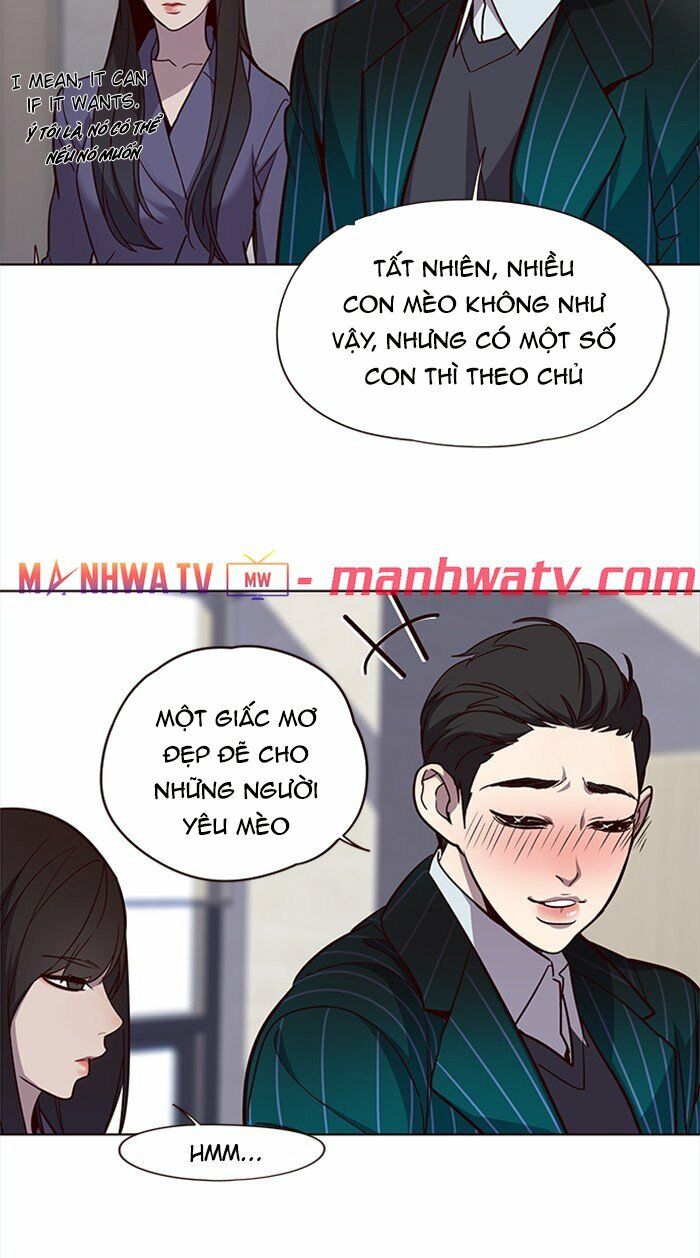 I MEAN, IT CAN
IF IT WANTS.
Ý TÔI LÀ, NÓ CÓ THỂ
NẾU NÓ MUỐN
TẤT NHIÊN, NHIỀU
CON MÈO KHÔNG NHƯ
VẬY, NHƯNG CÓ MỘT SỐ
CON THÌ THEO CHỦ
MANHWATV MW - manhwatv.com
MỘT GIẤC MƠ
ĐẸP ĐẼ CHO
NHỮNG NGƯỜI
YÊU MÈO
HMM...